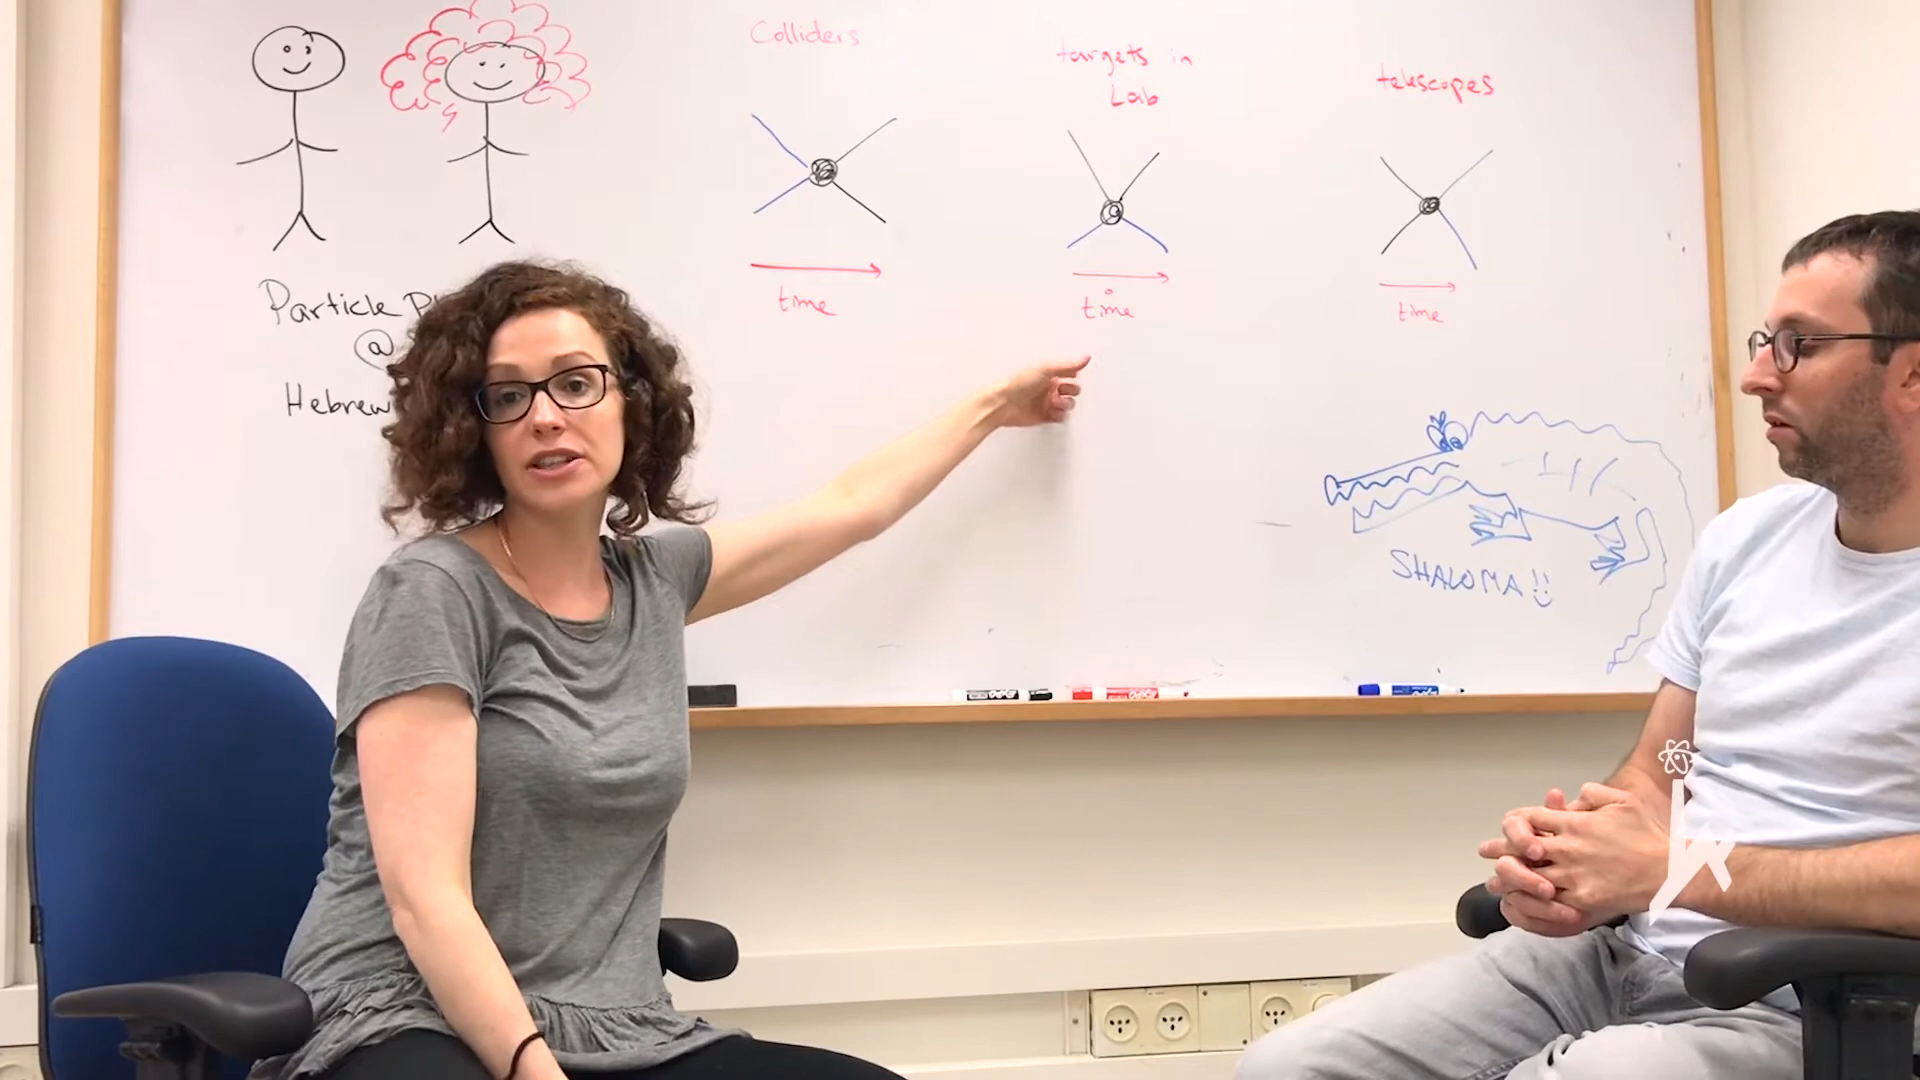 Colliders
targets in
Lab
telescopes
time
time
time
Particle
@
Hebrew
SHALOMA!!